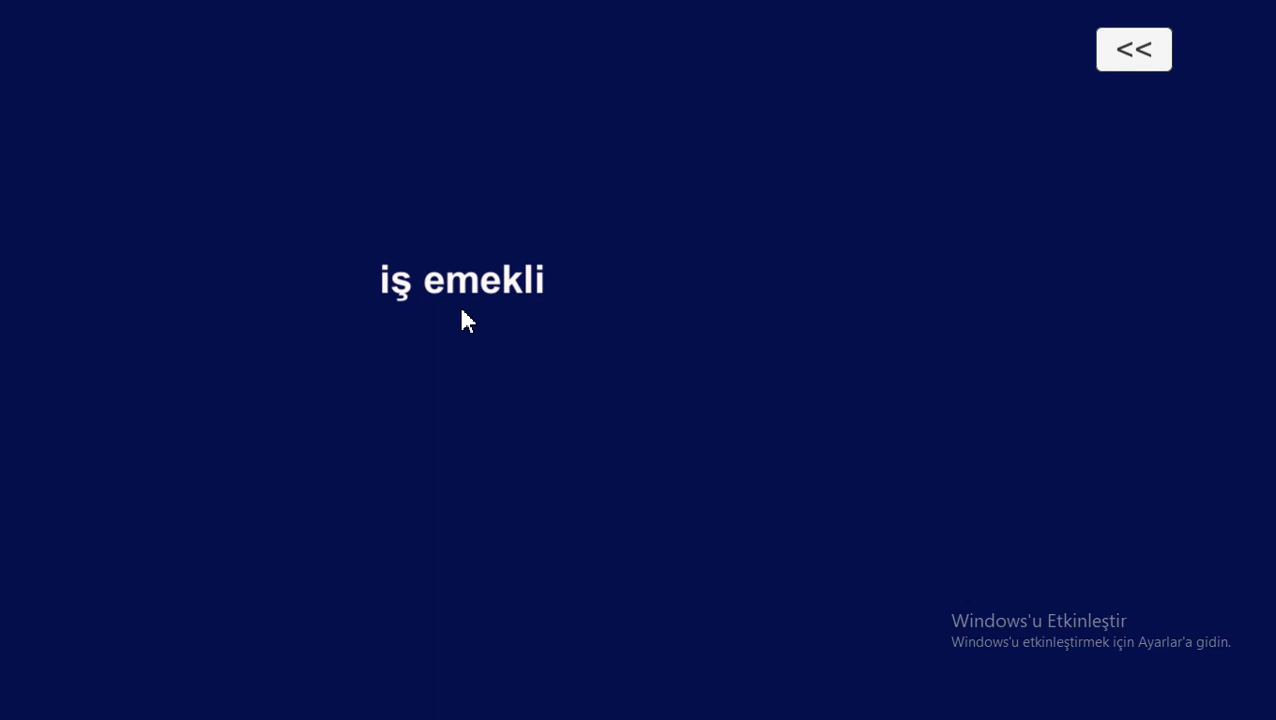 <<
iş emekli
Windows'u Etkinleştir
Windows'u etkinleştirmek için Ayarlar'a gidin.